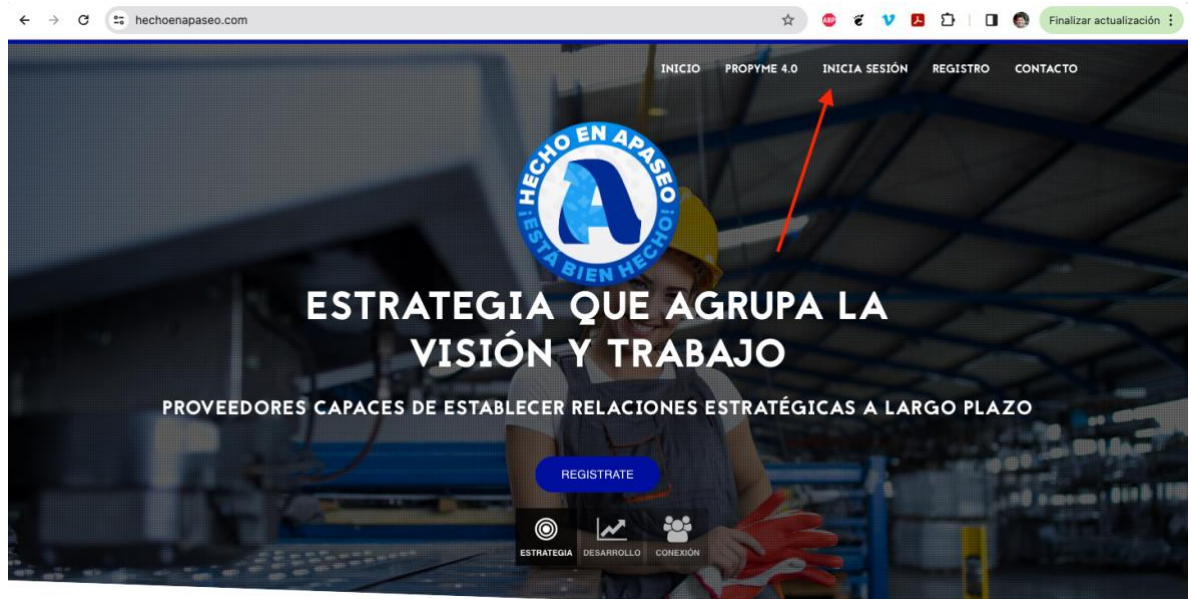 hechoenapaseo.com
ABP
Finalizar actualización
INICIO PROPYME 4.0 INICIA SESIÓN REGISTRO CONTACTO
HECHO EN APASEO
¡ESTÁ BIEN HECHO!
A
ESTRATEGIA QUE AGRUPA LA
VISIÓN Y TRABAJO
PROVEEDORES CAPACES DE ESTABLECER RELACIONES ESTRATÉGICAS A LARGO PLAZO
REGISTRATE
ESTRATEGIA DESARROLLO CONEXIÓN